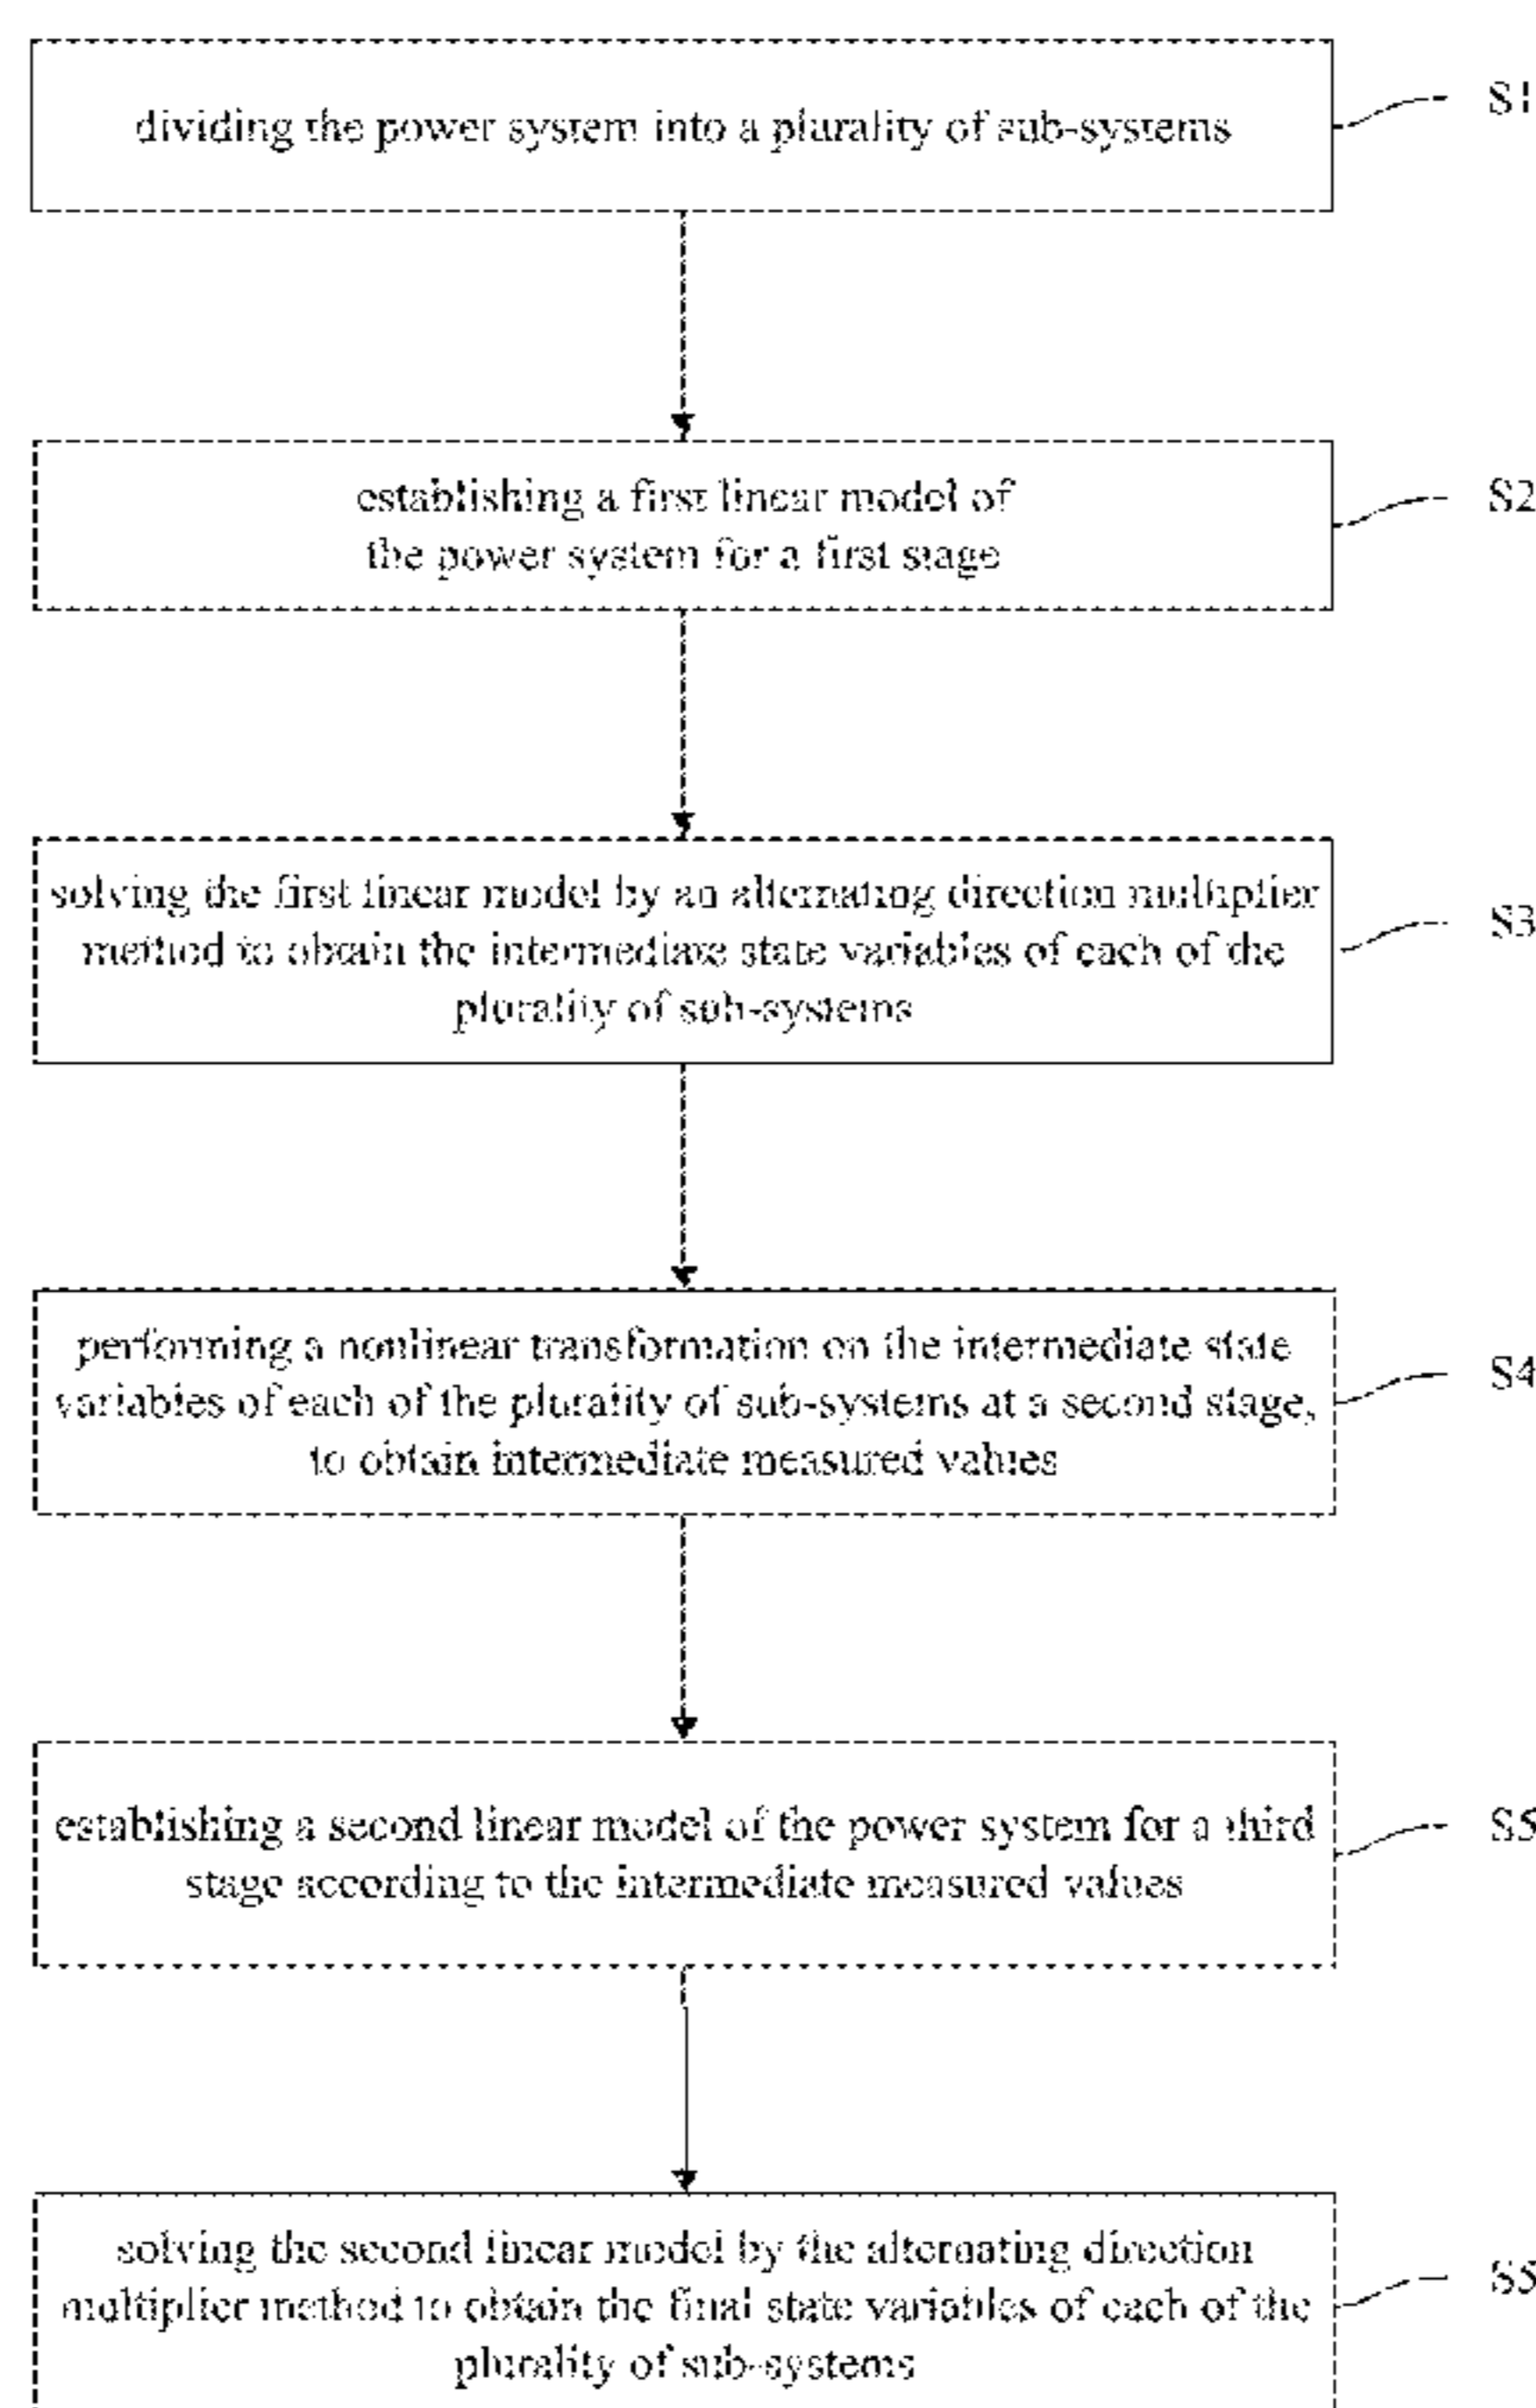 dividing the power system into a plurality of sub-systems
S1
establishing a first linear model of
the power system for a first stage
S2
solving the first linear model by an alternating direction multiplier
method to obtain the intermediate state variables of each of the
plurality of sub-systems
S3
performing a nonlinear transformation on the intermediate state
variables of each of the plurality of sub-systems at a second stage,
to obtain intermediate measured values
S4
establishing a second linear model of the power system for a third
stage according to the intermediate measured values
S5
solving the second linear model by the alternating direction
multiplier method to obtain the final state variables of each of the
plurality of sub-systems
S5